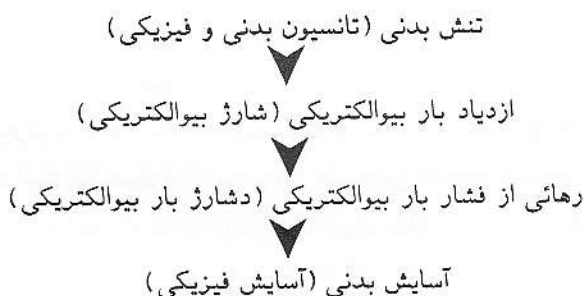 تنش بدنی (تانسیون بدنی و فیزیکی)
ازدیاد بار بیوالکتریکی (شارژ بیوالکتریکی)
رهائی از فشار بار بیوالکتریکی (دشارژ بار بیوالکتریکی)
آسایش بدنی (آسایش فیزیکی)